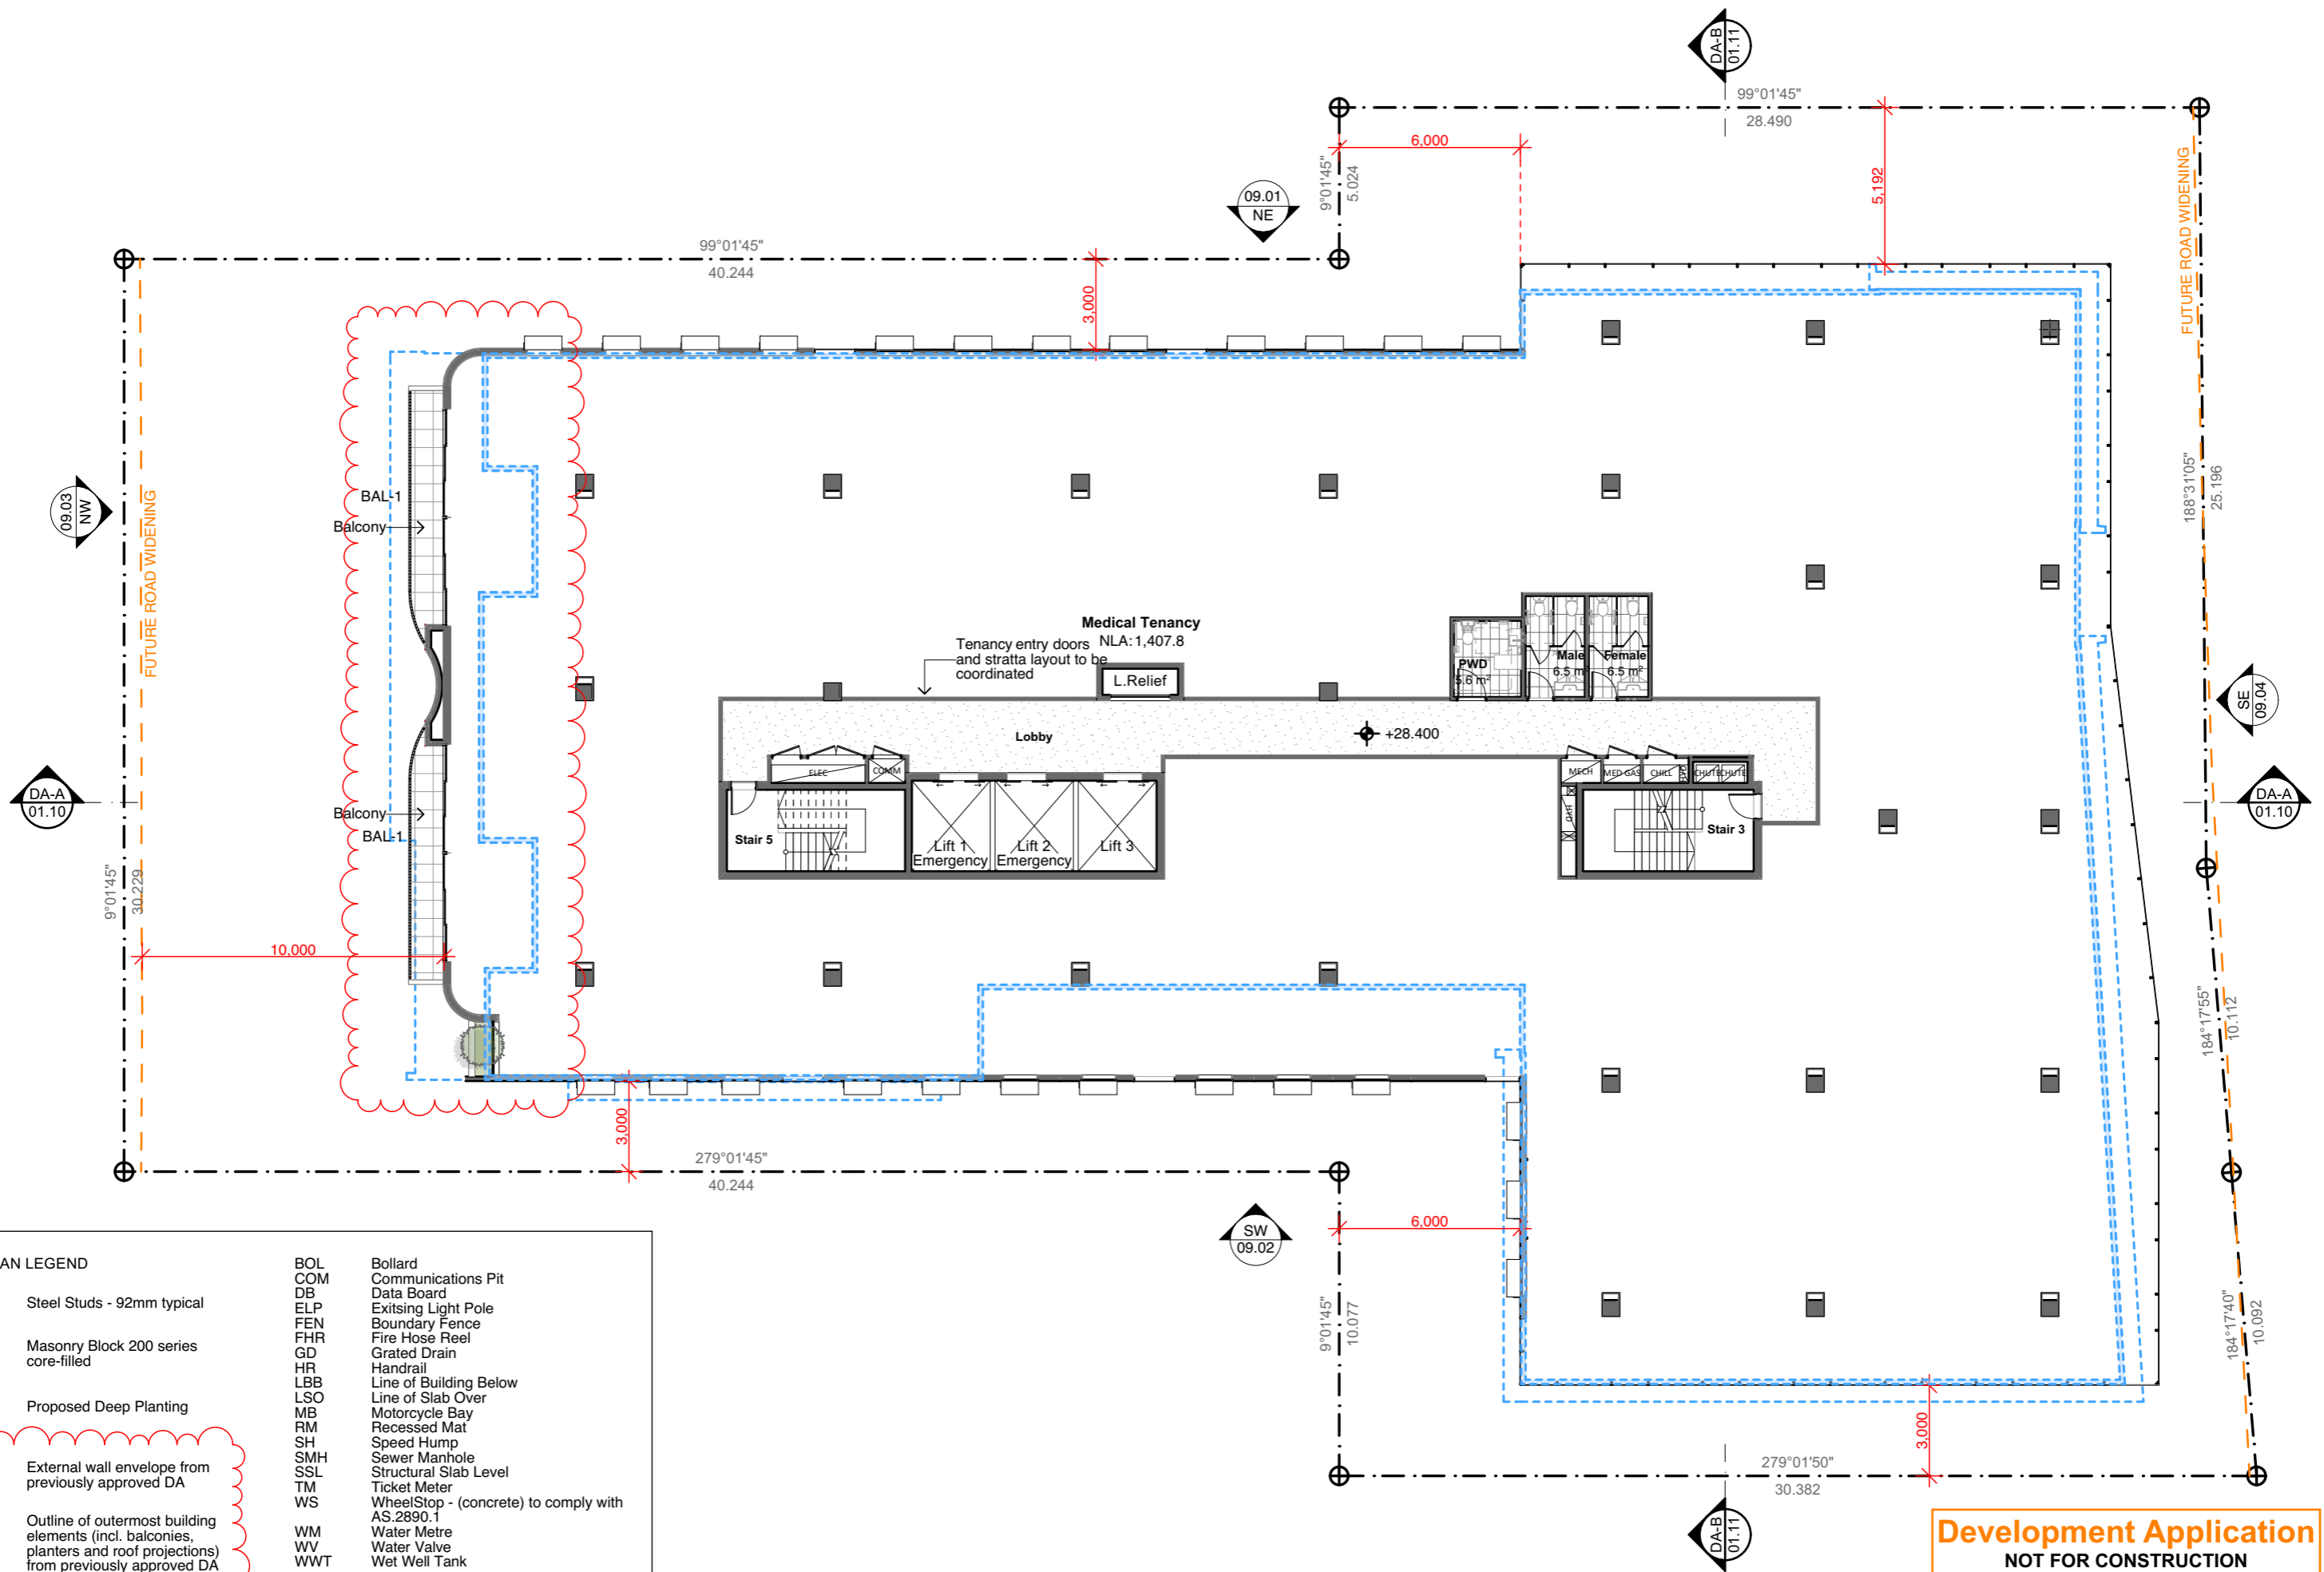 DA-B
01.11
99°01'45"
28.490
6,000
9°01'45"
5.024
5,192
FUTURE ROAD WIDENING
09.01
NE
99°01'45"
40.244
3,000
09.03
NW
FUTURE ROAD WIDENING
BAL-1
Balcony
188°31'05"
25.196
Medical Tenancy
NLA:1,407.8
Tenancy entry doors
and stratta layout to be
coordinated
L.Relief
PWD
5.6 m²
Male
6.5 m²
Female
6.5 m²
SE
09.04
Lobby
+28.400
ELEC
COMM
MECH
MED GAS
CHILL
CHUTE
CHUTE
HYD
DA-A
01.10
DA-A
01.10
Balcony
BAL-1
Stair 5
Lift 1
Emergency
Lift 2
Emergency
Lift 3
Stair 3
9°01'45"
30.229
10,000
184°17'55"
10.112
3,000
279°01'45"
40.244
SW
09.02
6,000
9°01'45"
10.077
184°17'40"
10.092
3,000
279°01'50"
30.382
DA-B
01.11
AN LEGEND
Steel Studs - 92mm typical
Masonry Block 200 series
core-filled
Proposed Deep Planting
External wall envelope from
previously approved DA
Outline of outermost building
elements (incl. balconies,
planters and roof projections)
from previously approved DA
BOL Bollard
COM Communications Pit
DB Data Board
ELP Exitsing Light Pole
FEN Boundary Fence
FHR Fire Hose Reel
GD Grated Drain
HR Handrail
LBB Line of Building Below
LSO Line of Slab Over
MB Motorcycle Bay
RM Recessed Mat
SH Speed Hump
SMH Sewer Manhole
SSL Structural Slab Level
TM Ticket Meter
WS WheelStop - (concrete) to comply with
AS.2890.1
WM Water Metre
WV Water Valve
WWT Wet Well Tank
Development Application
NOT FOR CONSTRUCTION